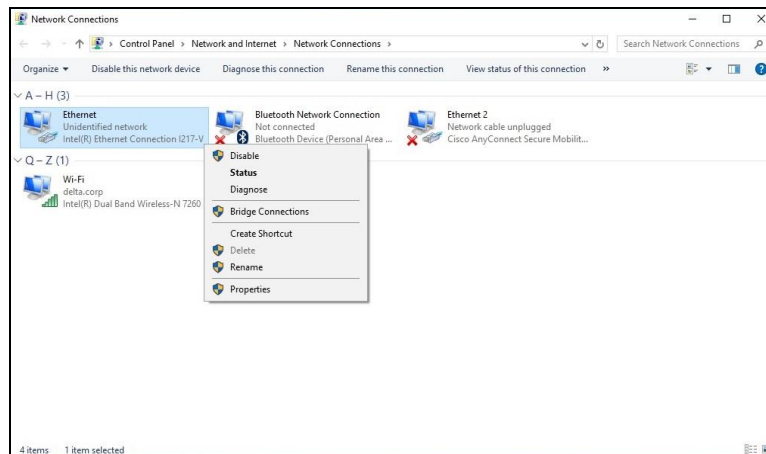 Network Connections
Control Panel › Network and Internet › Network Connections ›
Search Network Connections
Organize
Disable this network device
Diagnose this connection
Rename this connection
View status of this connection
»
A – H (3)
Ethernet
Unidentified network
Intel(R) Ethernet Connection I217-V
Bluetooth Network Connection
Not connected
Bluetooth Device (Personal Area ...
Ethernet 2
Network cable unplugged
Cisco AnyConnect Secure Mobilit...
Q – Z (1)
Wi-Fi
delta.corp
Intel(R) Dual Band Wireless-N 7260
Disable
Status
Diagnose
Bridge Connections
Create Shortcut
Delete
Rename
Properties
4 items
1 item selected